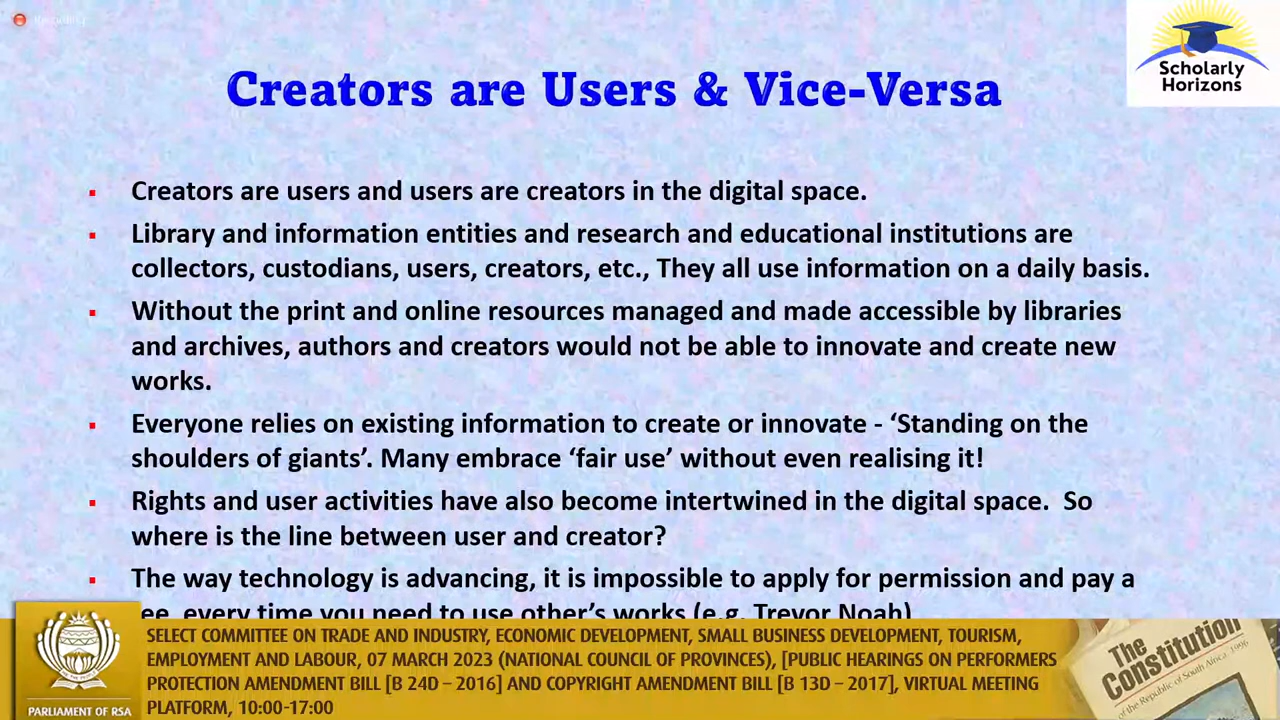 Recording
Scholarly
Horizons
Creators are Users & Vice-Versa
Creators are users and users are creators in the digital space.
Library and information entities and research and educational institutions are
collectors, custodians, users, creators, etc., They all use information on a daily basis.
Without the print and online resources managed and made accessible by libraries
and archives, authors and creators would not be able to innovate and create new
works.
Everyone relies on existing information to create or innovate - ‘Standing on the
shoulders of giants’. Many embrace ‘fair use’ without even realising it!
Rights and user activities have also become intertwined in the digital space. So
where is the line between user and creator?
The way technology is advancing, it is impossible to apply for permission and pay a
fee, every time you need to use other’s works (e.g. Trevor Noah)
SELECT COMMITTEE ON TRADE AND INDUSTRY, ECONOMIC DEVELOPMENT, SMALL BUSINESS DEVELOPMENT, TOURISM,
EMPLOYMENT AND LABOUR, 07 MARCH 2023 (NATIONAL COUNCIL OF PROVINCES), [PUBLIC HEARINGS ON PERFORMERS
PROTECTION AMENDMENT BILL [B 24D – 2016] AND COPYRIGHT AMENDMENT BILL [B 13D – 2017], VIRTUAL MEETING
PLATFORM, 10:00-17:00
PARLIAMENT OF RSA
The
Constitution
of the Republic of South Africa, 1996